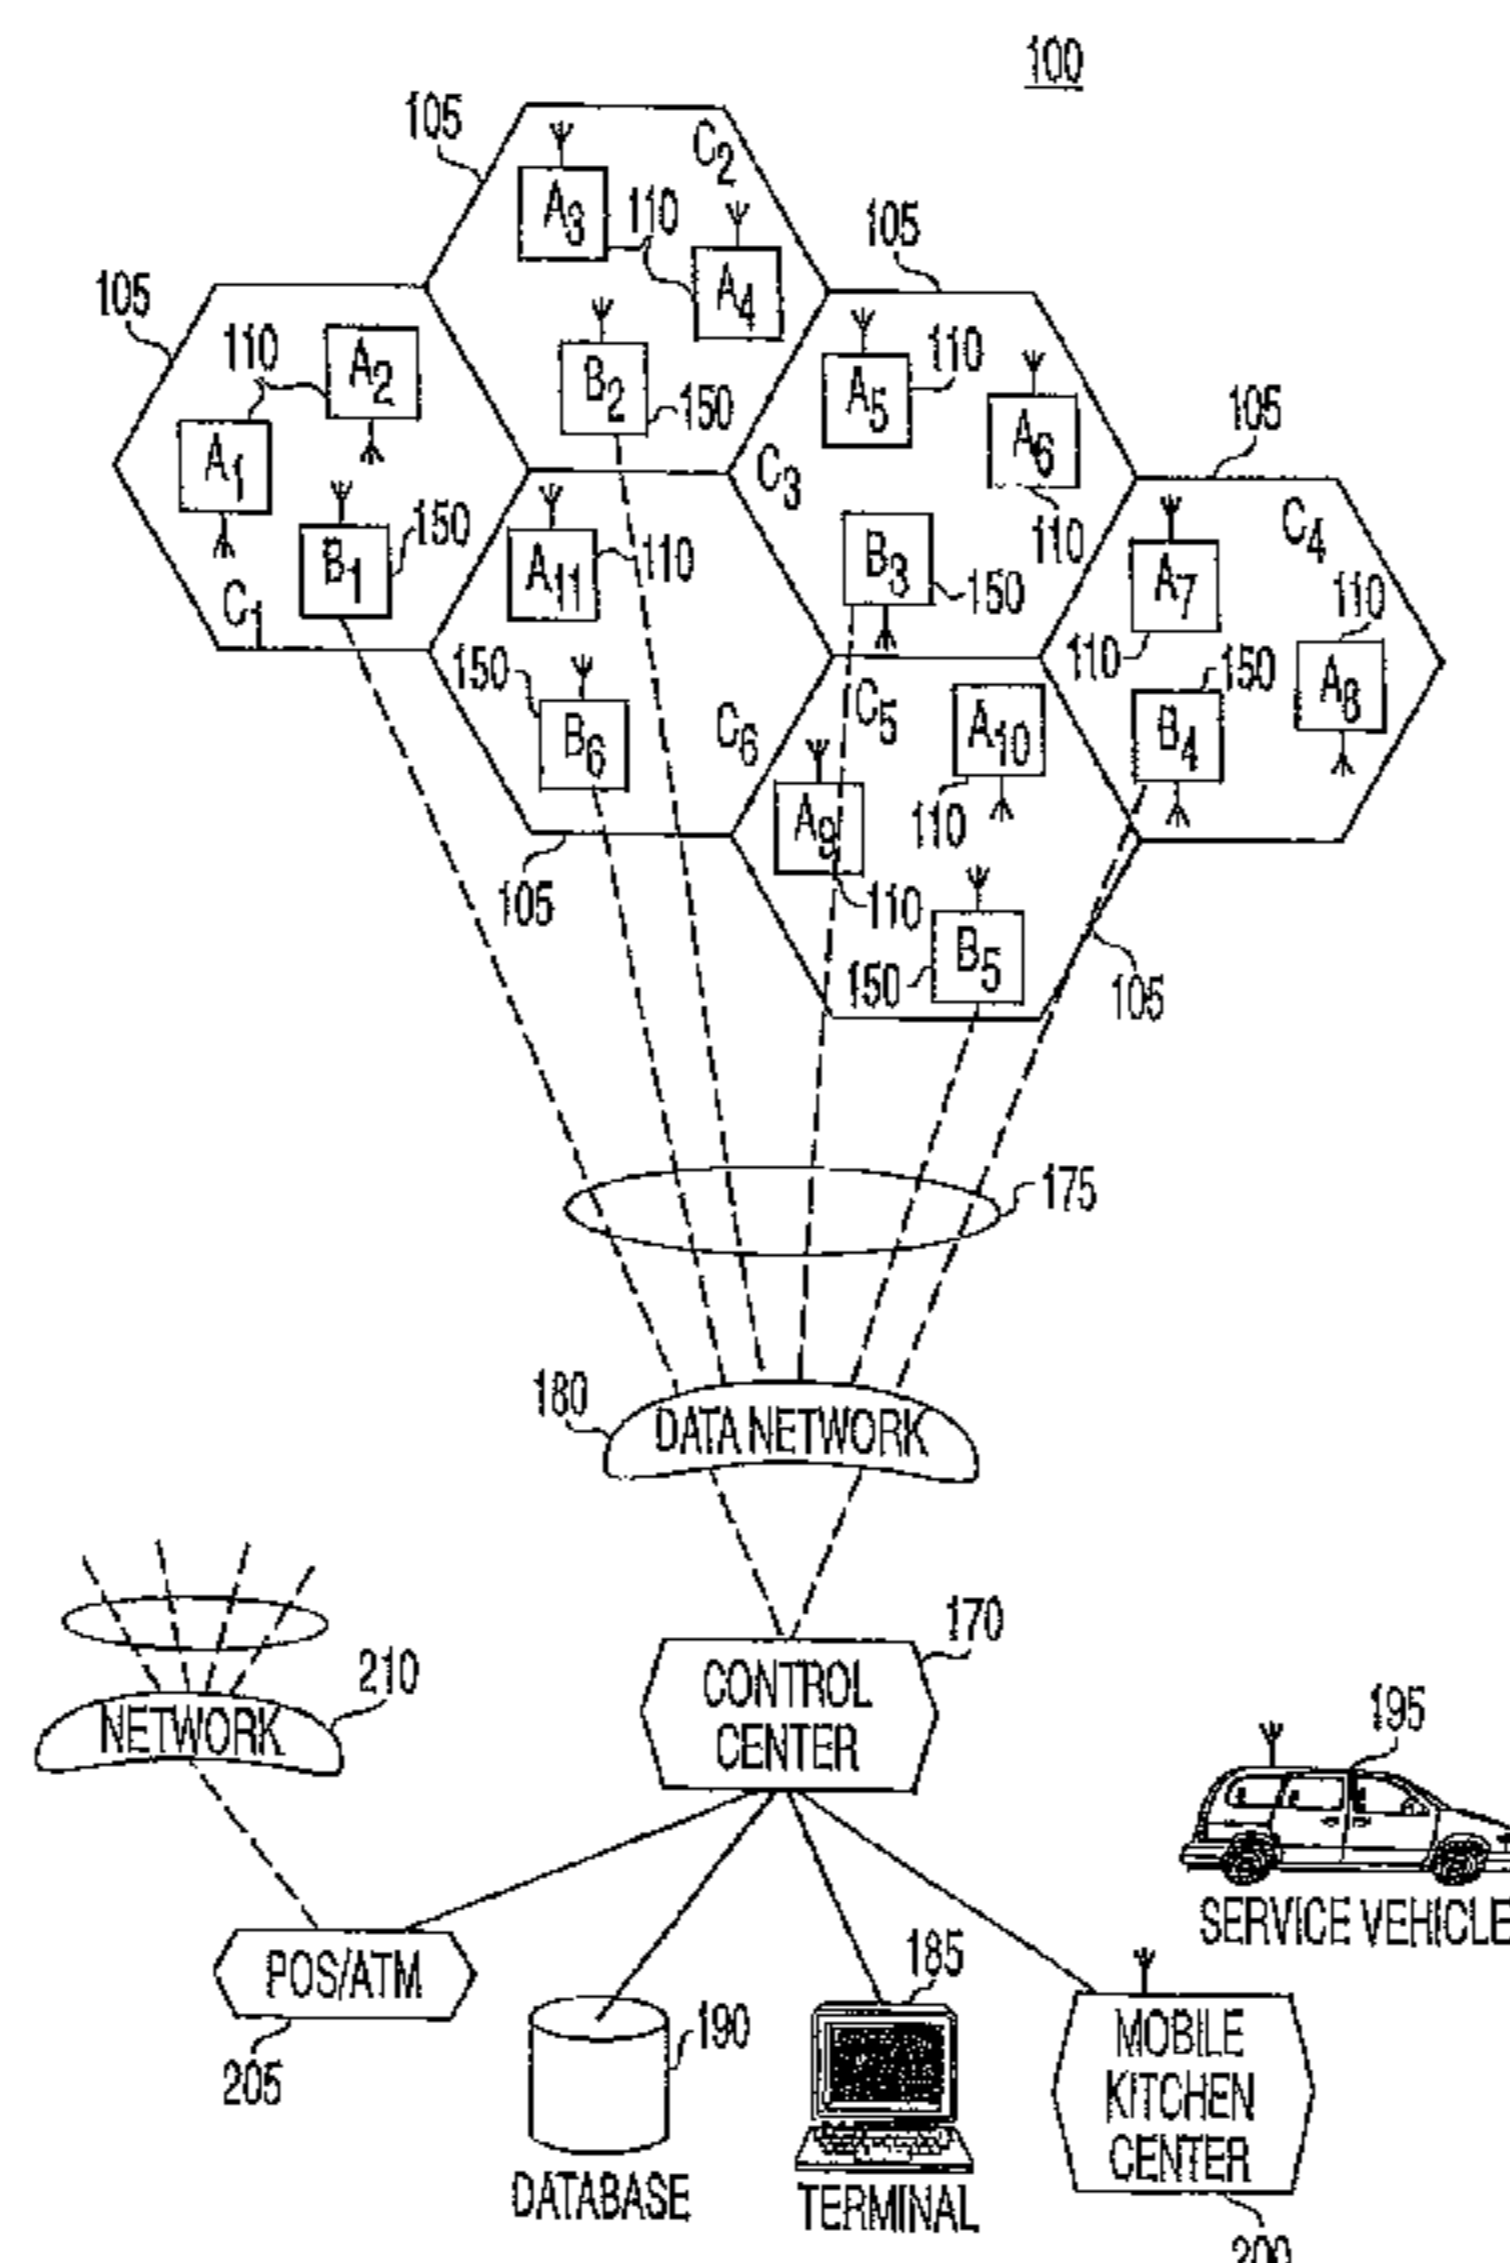 100
105
C2
A3
110
A4
105
105
110
A2
A5
110
A6
B2
150
105
A1
C3
C4
150
B1
A11
110
B3
110
A7
110
C1
150
110
150
A8
150
B6
C6
C5
A10
B4
A9
110
105
110
B5
150
105
175
180
DATA NETWORK
170
210
CONTROL
CENTER
195
NETWORK
SERVICE VEHICLE
POS/ATM
185
205
190
MOBILE
KITCHEN
CENTER
DATABASE
TERMINAL
200